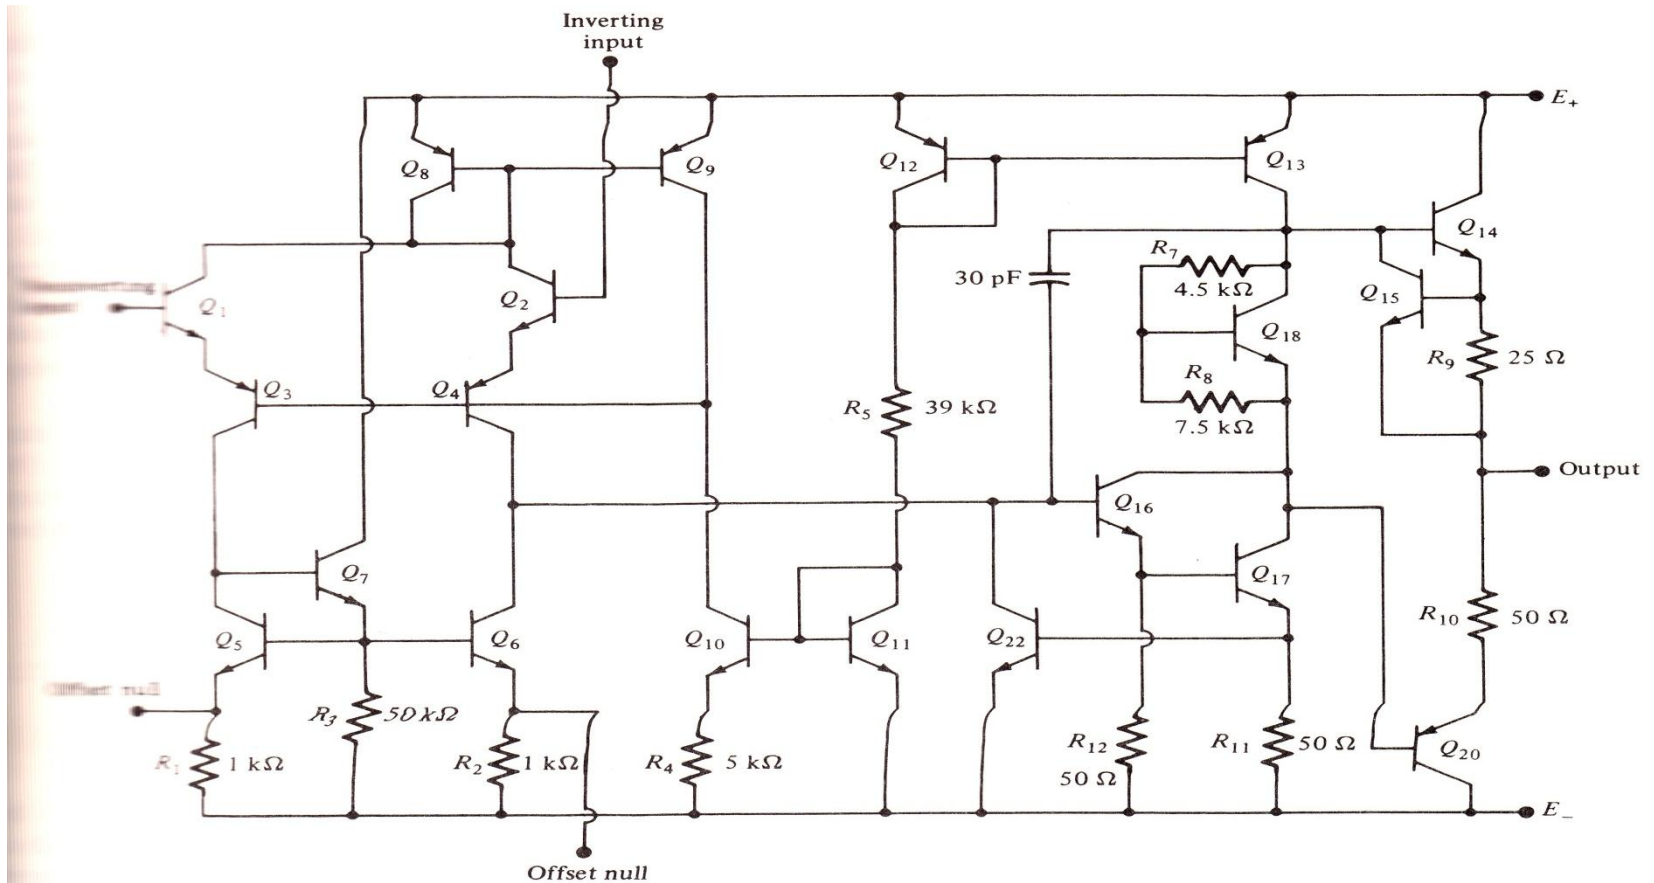 Inverting
input
E₊
Q₈
Q₉
Q₁₂
Q₁₃
Q₁₄
R₇
30 pF
4.5 kΩ
Q₁₅
Q₁
Q₂
Q₁₈
R₉
25 Ω
R₈
Q₃
Q₄
R₅
39 kΩ
7.5 kΩ
Output
Q₁₆
Q₇
Q₁₇
Q₅
Q₆
Q₁₀
Q₁₁
Q₂₂
R₁₀
50 Ω
Offset null
R₃
50 kΩ
R₁₂
R₁₁
50 Ω
Q₂₀
R₁
1 kΩ
R₂
1 kΩ
R₄
5 kΩ
50 Ω
E₋
Offset null